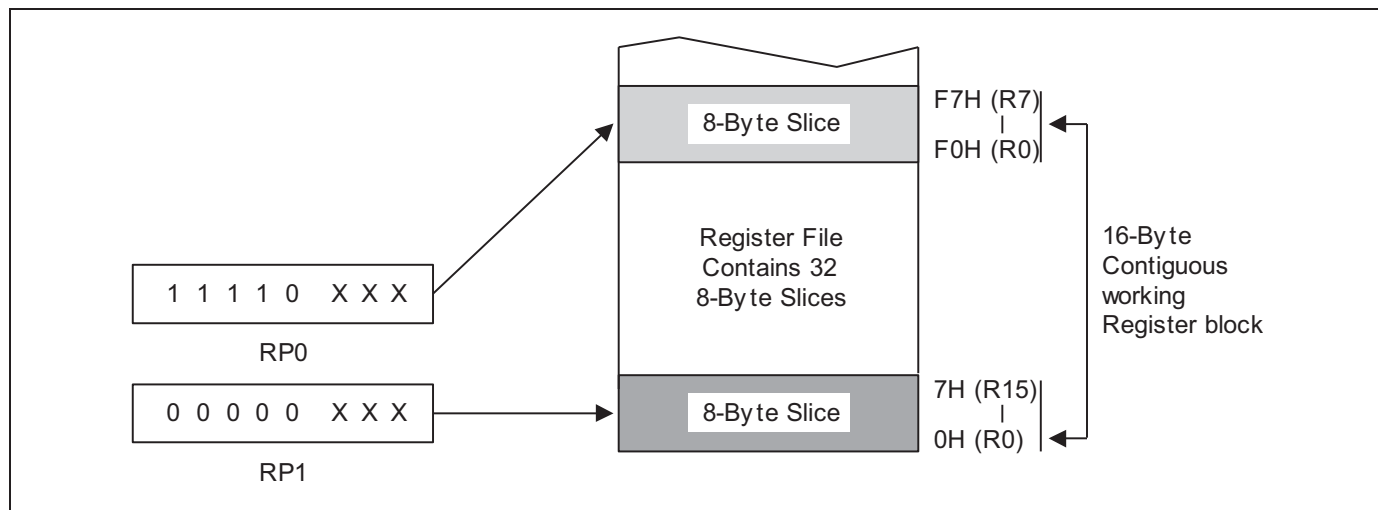 8-Byte Slice
F7H (R7)
F0H (R0)
Register File
Contains 32
8-Byte Slices
16-Byte
Contiguous
working
Register block
1 1 1 1 0 X X X
RP0
0 0 0 0 0 X X X
RP1
8-Byte Slice
7H (R15)
0H (R0)